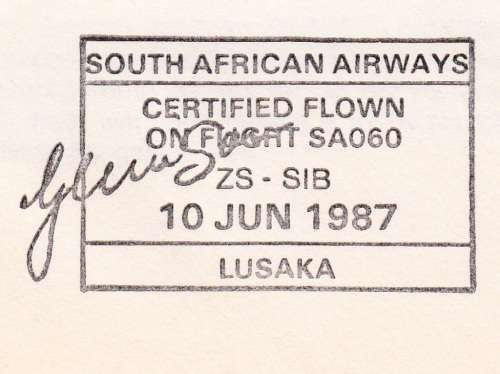 SOUTH AFRICAN AIRWAYS
CERTIFIED FLOWN
ON FLIGHT SA060
ZS - SIB
10 JUN 1987
LUSAKA